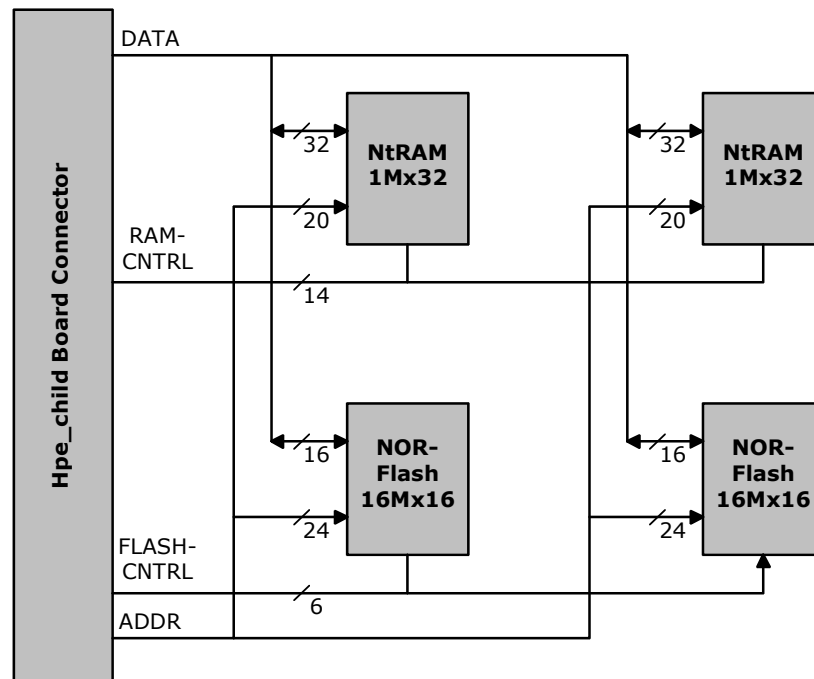 Hpe_child Board Connector
DATA
32
NtRAM
1Mx32
20
32
NtRAM
1Mx32
20
RAM-
CNTRL
14
16
NOR-
Flash
16Mx16
24
16
NOR-
Flash
16Mx16
24
FLASH-
CNTRL
6
ADDR